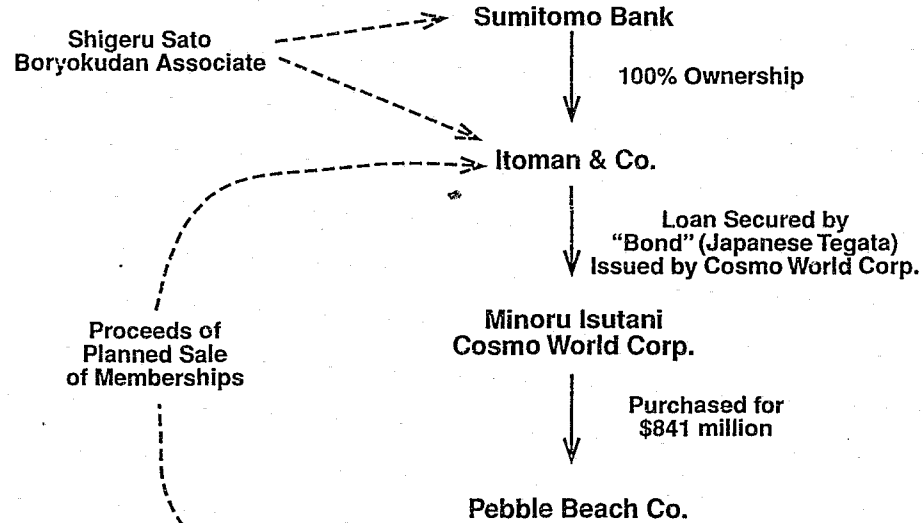 Sumitomo Bank
Shigeru Sato
Boryokudan Associate
100% Ownership
Itoman & Co.
Loan Secured by
“Bond” (Japanese Tegata)
Issued by Cosmo World Corp.
Minoru Isutani
Cosmo World Corp.
Proceeds of
Planned Sale
of Memberships
Purchased for
$841 million
Pebble Beach Co.